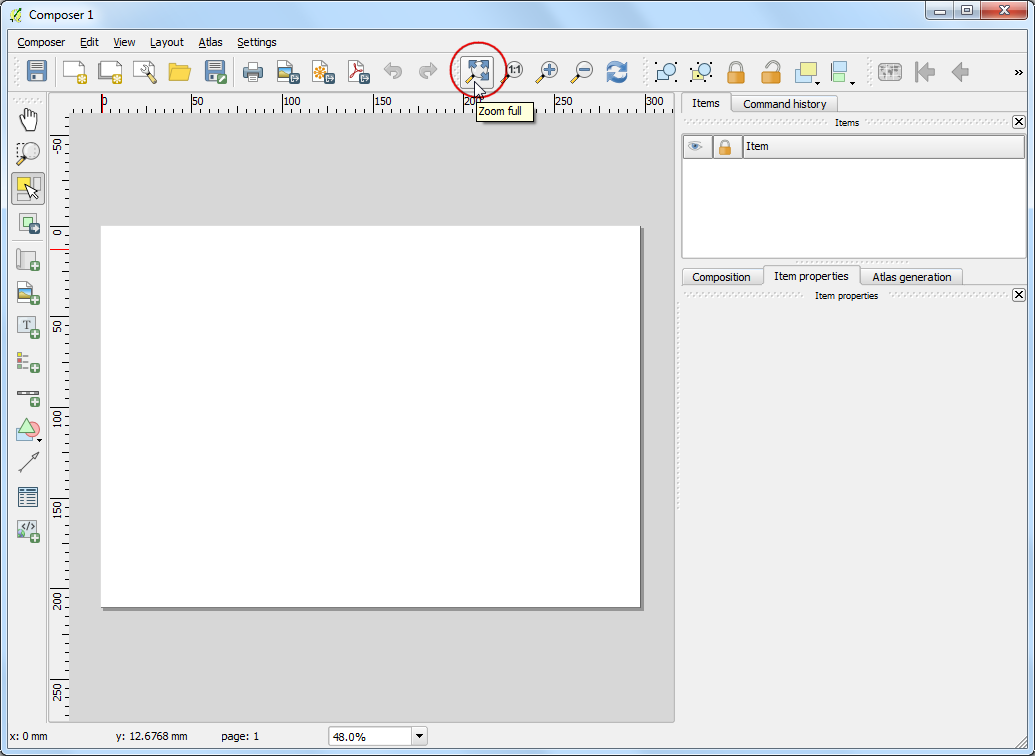 Composer 1
Composer Edit View Layout Atlas Settings
1:1
»
Zoom full
0 50 100 150 200 250 300
-50
0
50
100
150
200
250
T
</>
Items Command history
Items
Item
Composition Item properties Atlas generation
Item properties
x: 0 mm y: 12.6768 mm page: 1 48.0%